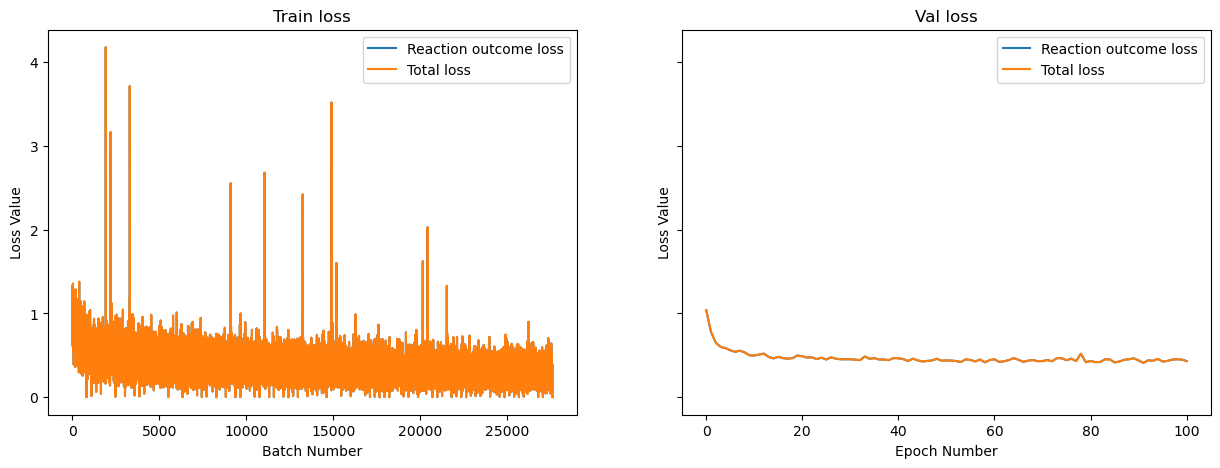 Train loss
Reaction outcome loss
Total loss
Loss Value
4
3
2
1
0
0
5000
10000
15000
20000
25000
Batch Number
Val loss
Reaction outcome loss
Total loss
Loss Value
0
20
40
60
80
100
Epoch Number